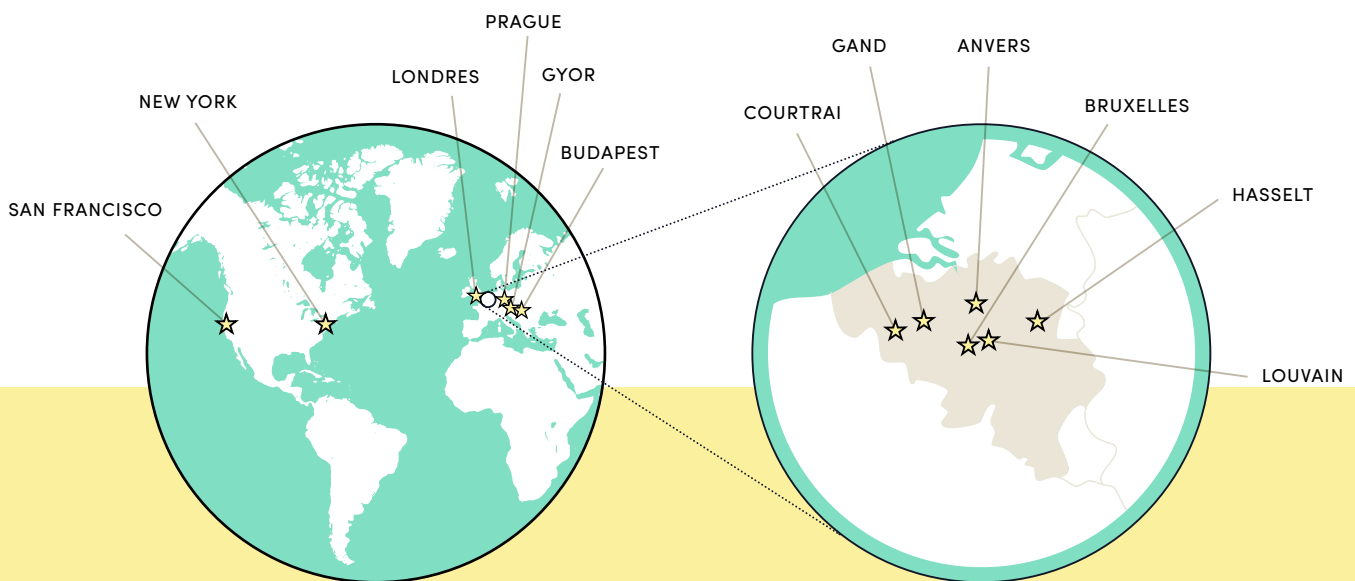 PRAGUE
LONDRES
GYOR
NEW YORK
BUDAPEST
SAN FRANCISCO
GAND
ANVERS
COURTRAI
BRUXELLES
HASSELT
LOUVAIN